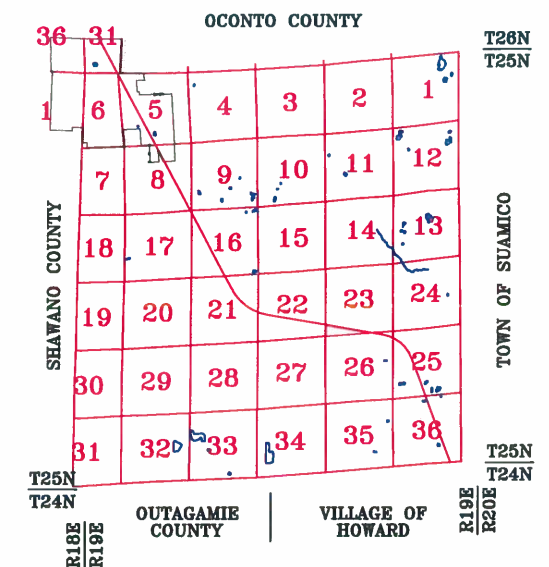 OCONTO COUNTY
36 31
T26N
T25N
1 6 5 4 3 2 1
7 8 9 10 11 12
18 17 16 15 14 13
19 20 21 22 23 24
30 29 28 27 26 25
31 32 33 34 35 36
SHAWANO COUNTY
TOWN OF SUAMICO
T25N
T24N
T25N
T24N
R18E
R19E
OUTAGAMIE
COUNTY
VILLAGE OF
HOWARD
R19E
R20E